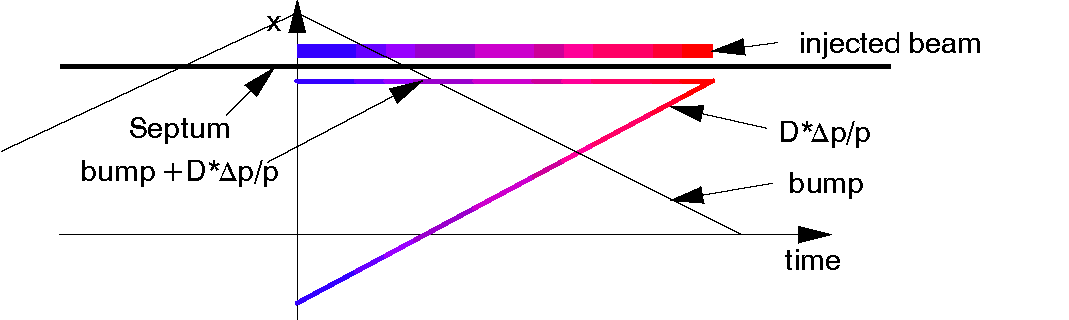 x
injected beam
Septum
D*Δp/p
bump +D*Δp/p
bump
time